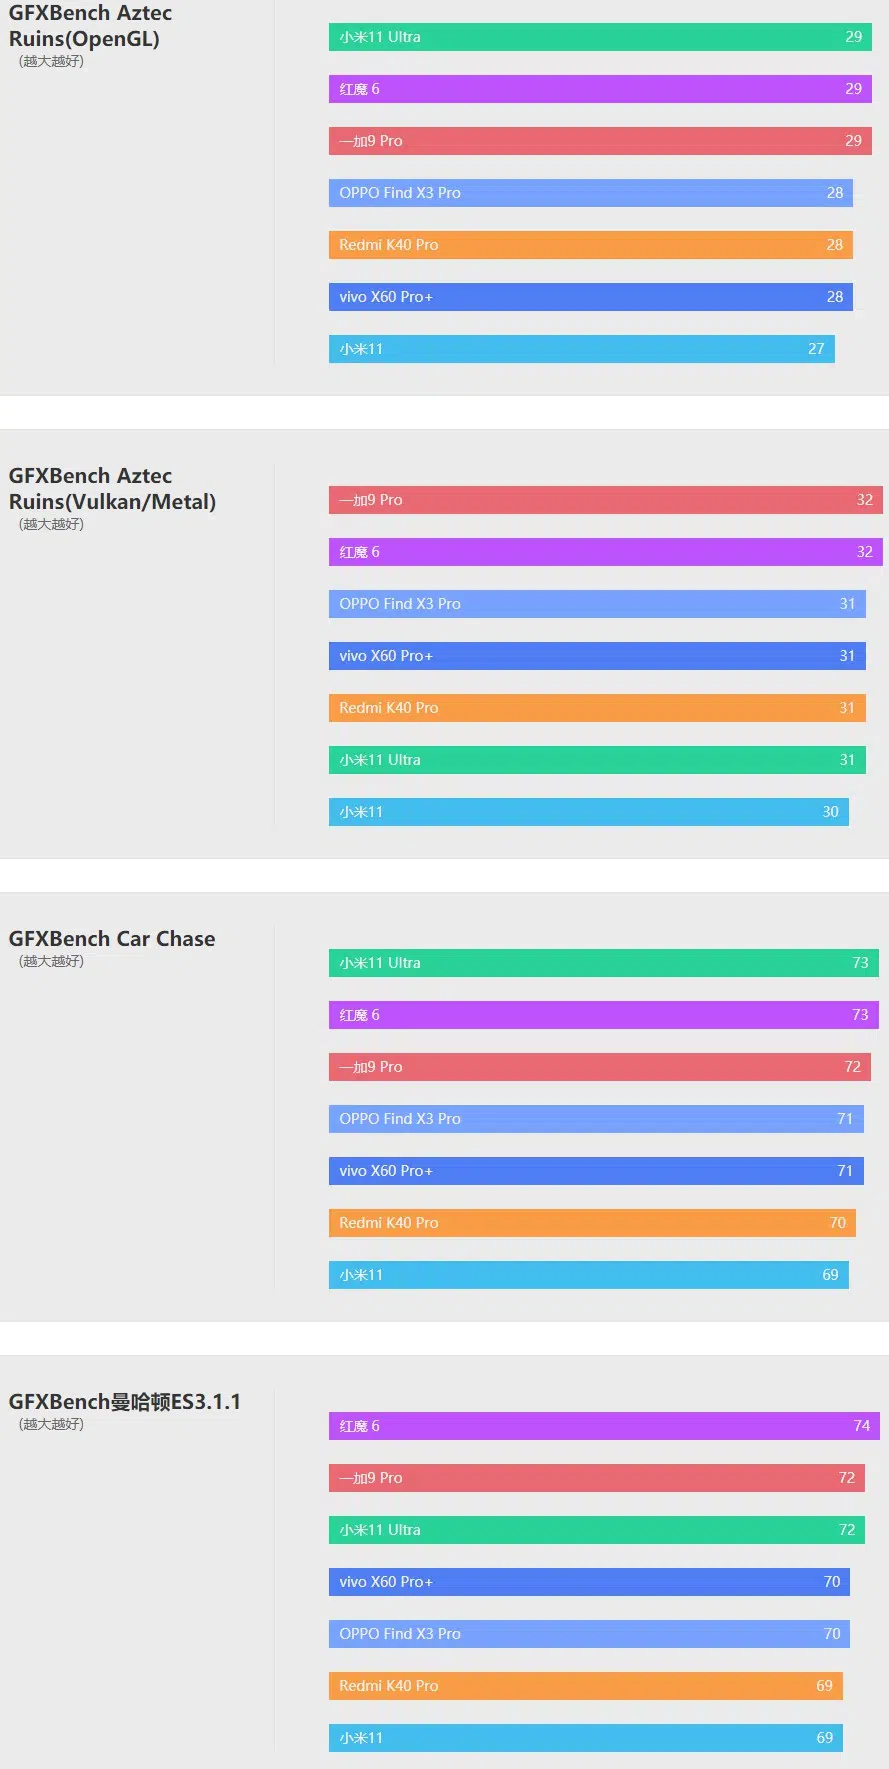 GFXBench Aztec
Ruins(OpenGL)
(越大越好)
小米11 Ultra 29
红魔 6 29
一加9 Pro 29
OPPO Find X3 Pro 28
Redmi K40 Pro 28
vivo X60 Pro+ 28
小米11 27
GFXBench Aztec
Ruins(Vulkan/Metal)
(越大越好)
一加9 Pro 32
红魔 6 32
OPPO Find X3 Pro 31
vivo X60 Pro+ 31
Redmi K40 Pro 31
小米11 Ultra 31
小米11 30
GFXBench Car Chase
(越大越好)
小米11 Ultra 73
红魔 6 73
一加9 Pro 72
OPPO Find X3 Pro 71
vivo X60 Pro+ 71
Redmi K40 Pro 70
小米11 69
GFXBench曼哈顿ES3.1.1
(越大越好)
红魔 6 74
一加9 Pro 72
小米11 Ultra 72
vivo X60 Pro+ 70
OPPO Find X3 Pro 70
Redmi K40 Pro 69
小米11 69